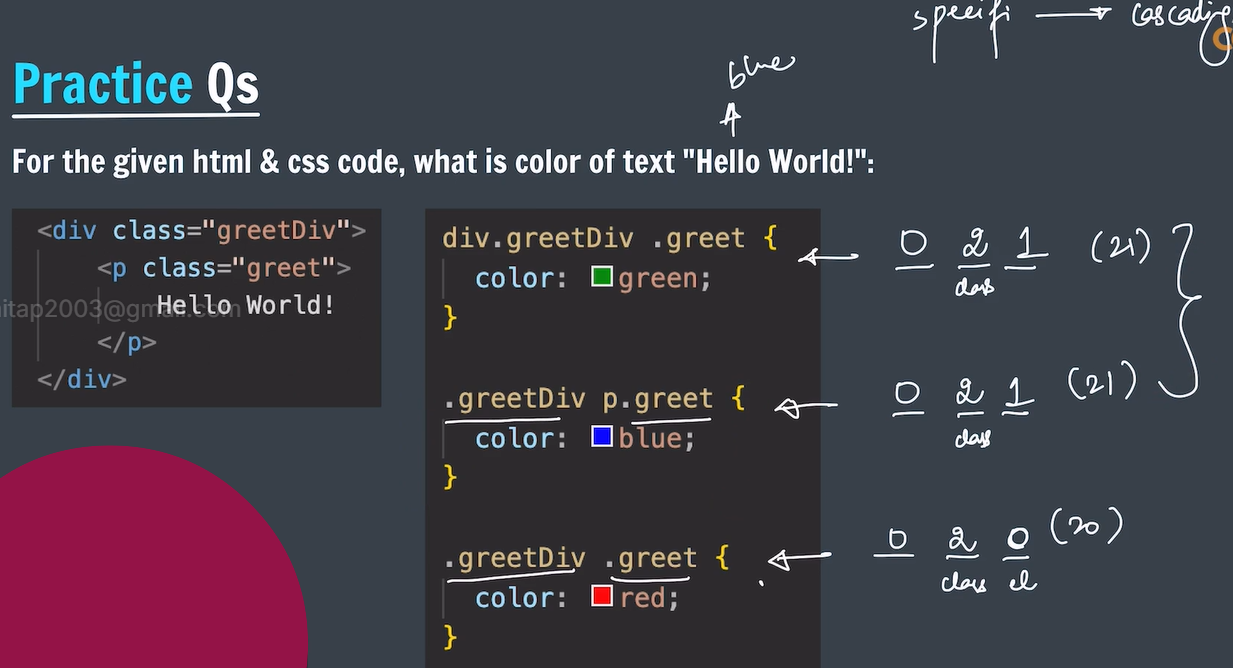 specifi → cascading
Practice Qs
blue
For the given html & css code, what is color of text "Hello World!":
<div class="greetDiv">
<p class="greet">
Hello World!
</p>
</div>
itap2003@gmail.com
div.greetDiv .greet {
color: green;
}
0 2 1 (21)
class
.greetDiv p.greet {
color: blue;
}
0 2 1 (21)
class
.greetDiv .greet {
color: red;
}
0 2 0 (20)
class el